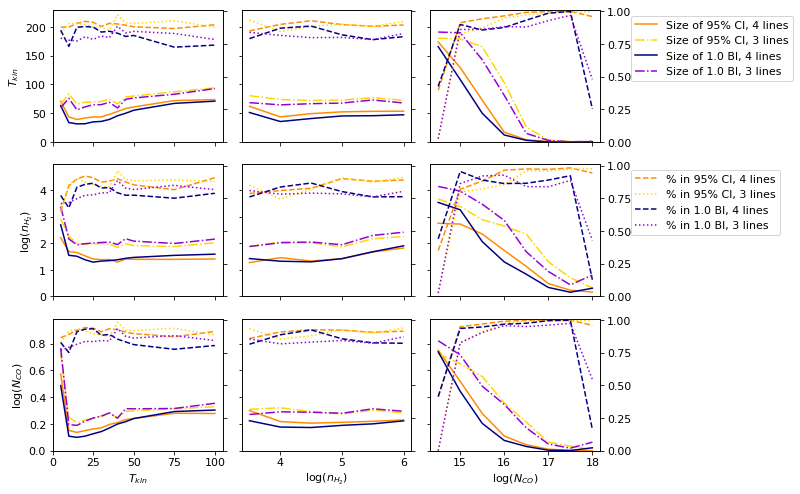 200
150
100
50
0
T_kin
1.00
0.75
0.50
0.25
0.00
Size of 95% CI, 4 lines
Size of 95% CI, 3 lines
Size of 1.0 BI, 4 lines
Size of 1.0 BI, 3 lines
4
3
2
1
0
log(n_H₂)
1.00
0.75
0.50
0.25
0.00
% in 95% CI, 4 lines
% in 95% CI, 3 lines
% in 1.0 BI, 4 lines
% in 1.0 BI, 3 lines
0.8
0.6
0.4
0.2
0.0
log(N_CO)
1.00
0.75
0.50
0.25
0.00
0 25 50 75 100
4 5 6
15 16 17 18
T_kin
log(n_H₂)
log(N_CO)